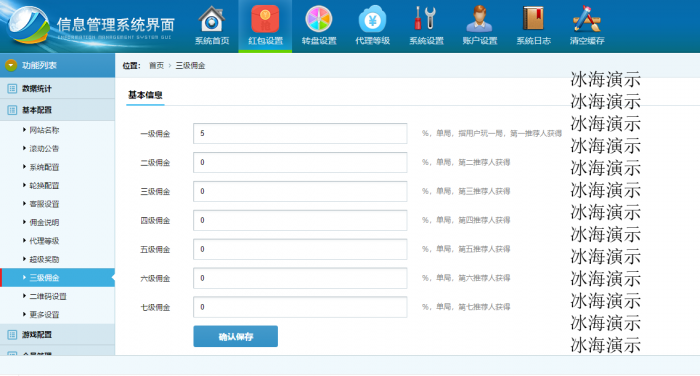 信息管理系统界面
INFORMATION MANAGEMENT SYSTEM GUI
系统首页
红包设置
转盘设置
代理等级
系统设置
账户设置
系统日志
清空缓存
功能列表
位置：
首页
三级佣金
数据统计
基本配置
网站名称
滚动公告
系统配置
轮换配置
客服设置
佣金说明
代理等级
超级奖励
三级佣金
二维码设置
更多设置
游戏配置
基本信息
一级佣金 5 %，单局，指用户玩一局，第一推荐人获得
二级佣金 0 %，单局，第二推荐人获得
三级佣金 0 %，单局，第三推荐人获得
四级佣金 0 %，单局，第四推荐人获得
五级佣金 0 %，单局，第五推荐人获得
六级佣金 0 %，单局，第六推荐人获得
七级佣金 0 %，单局，第七推荐人获得
确认保存
冰海演示
冰海演示
冰海演示
冰海演示
冰海演示
冰海演示
冰海演示
冰海演示
冰海演示
冰海演示
冰海演示
冰海演示
冰海演示